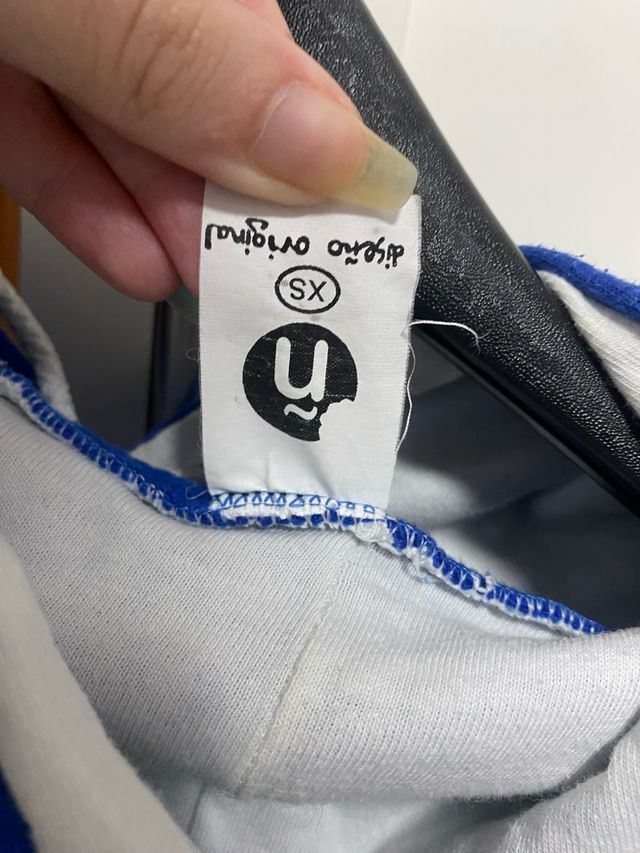 ñ
XS
diseño original